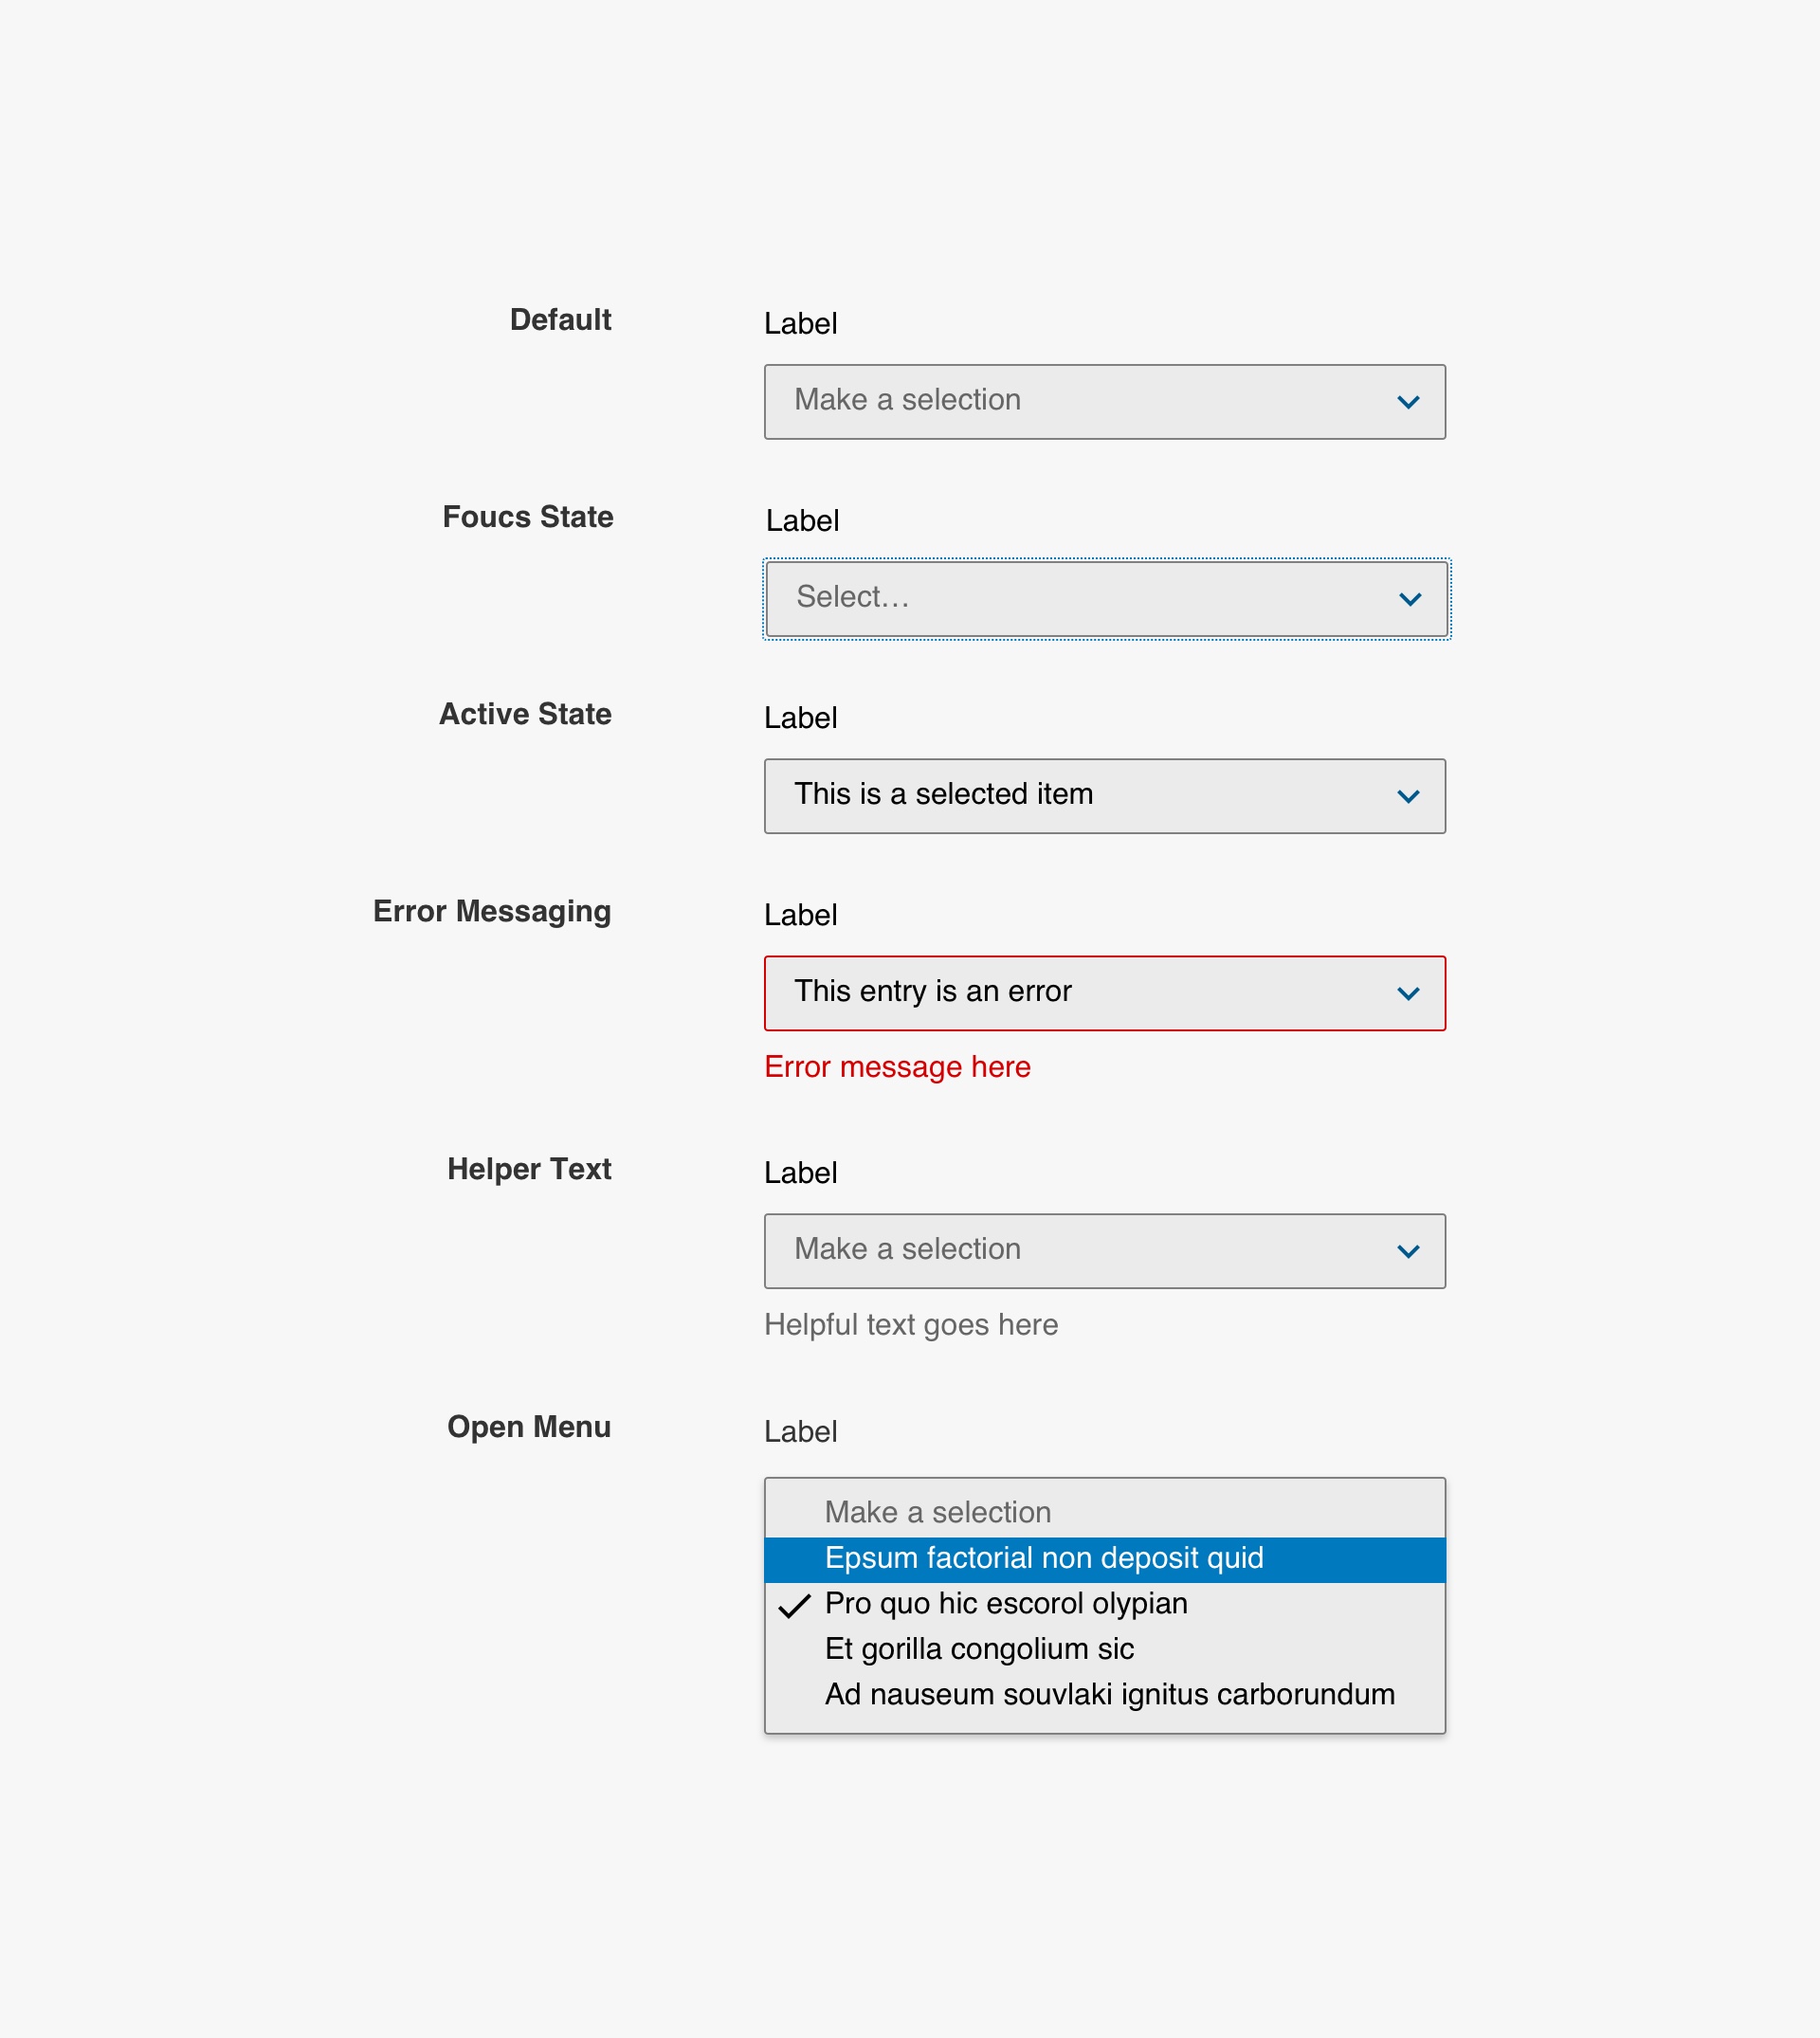 Default
Label
Make a selection
Foucs State
Label
Select…
Active State
Label
This is a selected item
Error Messaging
Label
This entry is an error
Error message here
Helper Text
Label
Make a selection
Helpful text goes here
Open Menu
Label
Make a selection
Epsum factorial non deposit quid
Pro quo hic escorol olypian
Et gorilla congolium sic
Ad nauseum souvlaki ignitus carborundum